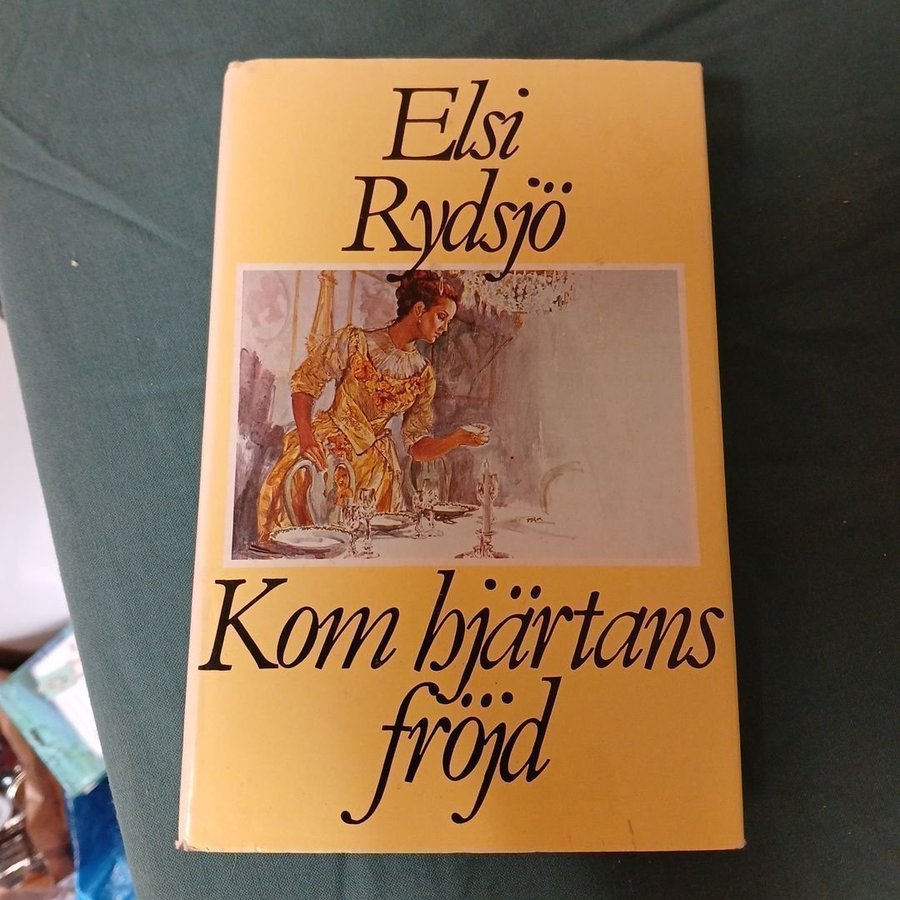 Elsi
Rydsjö
Kom hjärtans
fröjd